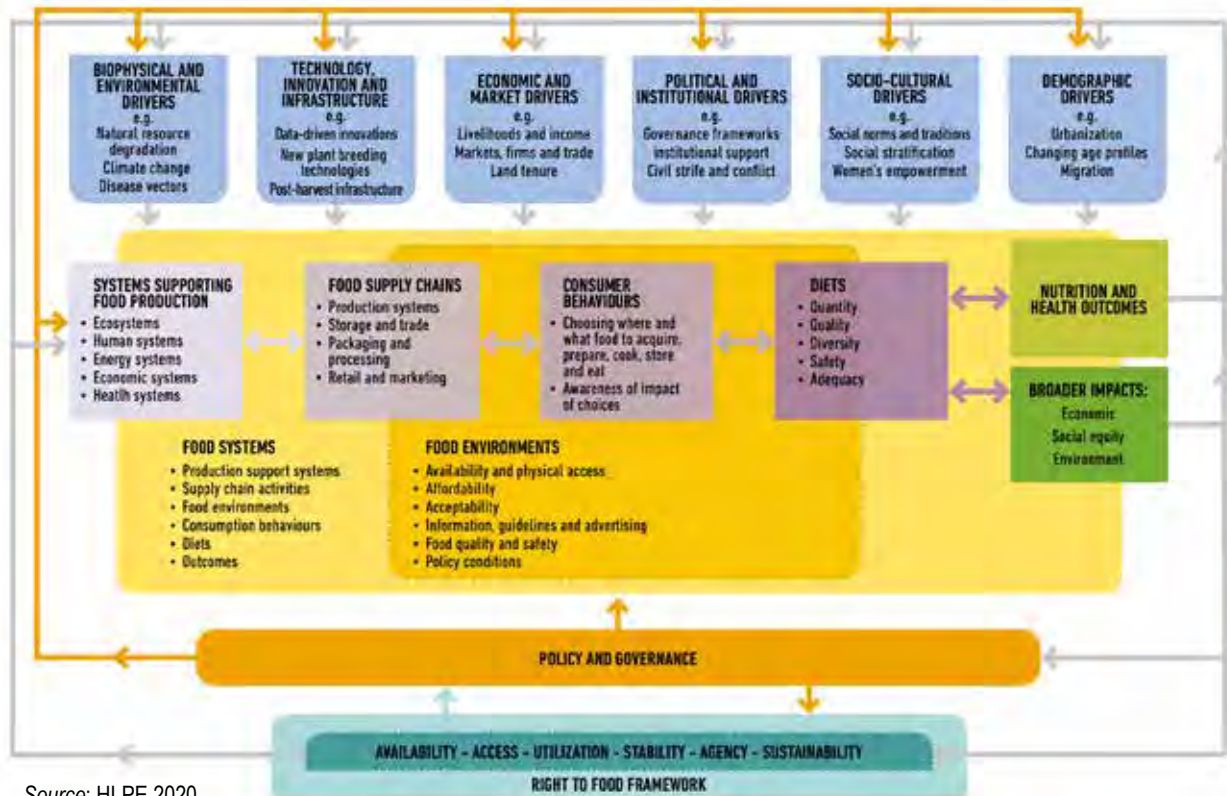 BIOPHYSICAL AND
ENVIRONMENTAL
DRIVERS
e.g.
Natural resource
degradation
Climate change
Disease vectors
TECHNOLOGY,
INNOVATION AND
INFRASTRUCTURE
e.g.
Data-driven innovations
New plant breeding
technologies
Post-harvest infrastructure
ECONOMIC AND
MARKET DRIVERS
e.g.
Livelihoods and income
Markets, firms and trade
Land tenure
POLITICAL AND
INSTITUTIONAL DRIVERS
e.g.
Governance frameworks
institutional support
Civil strife and conflict
SOCIO-CULTURAL
DRIVERS
e.g.
Social norms and traditions
Social stratification
Women's empowerment
DEMOGRAPHIC
DRIVERS
e.g.
Urbanization
Changing age profiles
Migration
SYSTEMS SUPPORTING
FOOD PRODUCTION
• Ecosystems
• Human systems
• Energy systems
• Economic systems
• Health systems
FOOD SUPPLY CHAINS
• Production systems
• Storage and trade
• Packaging and
processing
• Retail and marketing
CONSUMER
BEHAVIOURS
• Choosing where and
what food to acquire,
prepare, cook, store
and eat
• Awareness of impact
of choices
DIETS
• Quantity
• Quality
• Diversity
• Safety
• Adequacy
NUTRITION AND
HEALTH OUTCOMES
BROADER IMPACTS:
Economic
Social equity
Environment
FOOD SYSTEMS
• Production support systems
• Supply chain activities
• Food environments
• Consumption behaviours
• Diets
• Outcomes
FOOD ENVIRONMENTS
• Availability and physical access
• Affordability
• Acceptability
• Information, guidelines and advertising
• Food quality and safety
• Policy conditions
POLICY AND GOVERNANCE
AVAILABILITY - ACCESS - UTILIZATION - STABILITY - AGENCY - SUSTAINABILITY
RIGHT TO FOOD FRAMEWORK
Source: HLPE 2020